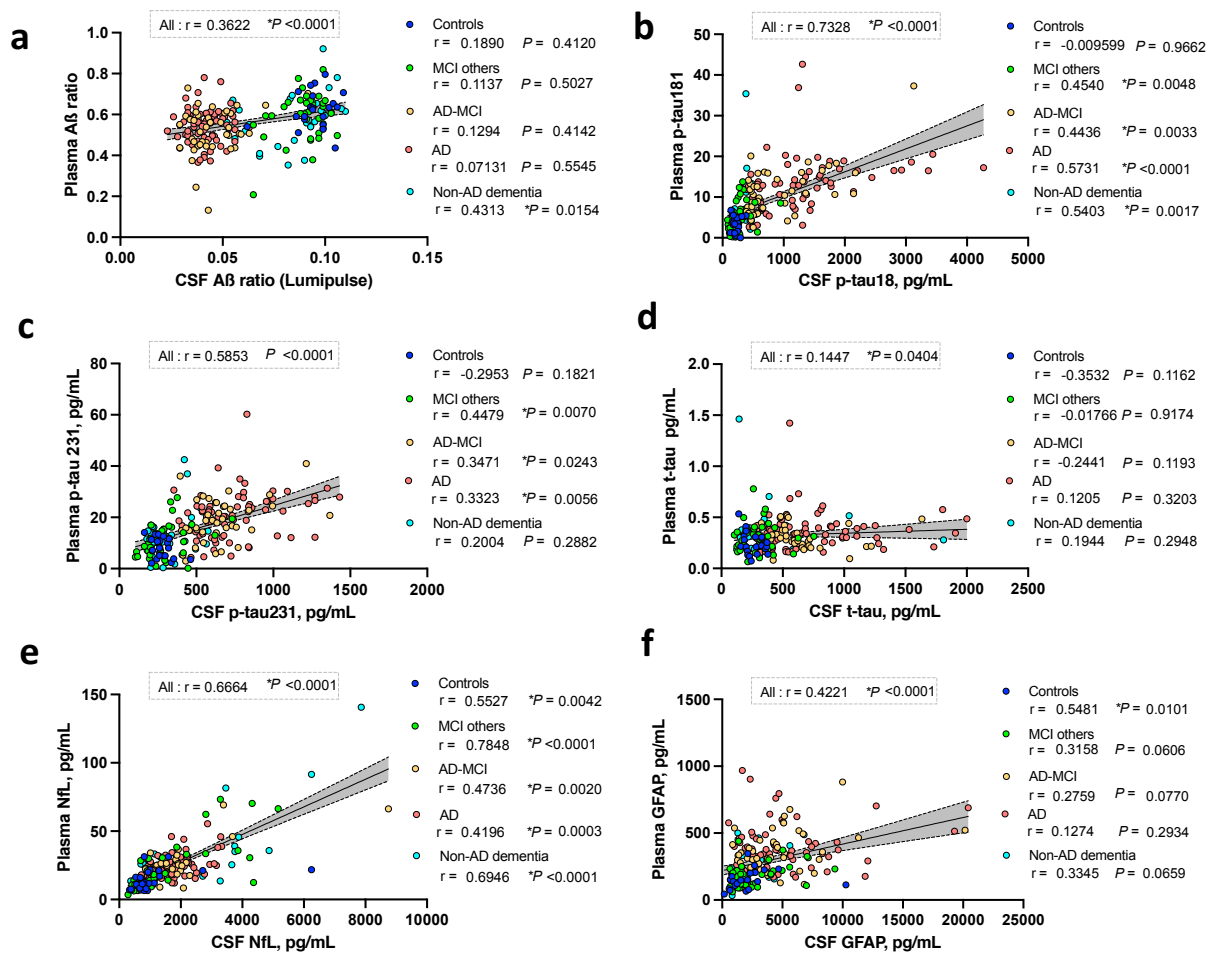 a
All : r = 0.3622 *P <0.0001
Plasma Aß ratio
1.0
0.8
0.6
0.4
0.2
0.0
0.00 0.05 0.10 0.15
CSF Aß ratio (Lumipulse)
Controls
r = 0.1890 P = 0.4120
MCI others
r = 0.1137 P = 0.5027
AD-MCI
r = 0.1294 P = 0.4142
AD
r = 0.07131 P = 0.5545
Non-AD dementia
r = 0.4313 *P = 0.0154
b
All : r = 0.7328 *P <0.0001
Plasma p-tau181
50
40
30
20
10
0
0 1000 2000 3000 4000 5000
CSF p-tau18, pg/mL
Controls
r = -0.009599 P = 0.9662
MCI others
r = 0.4540 *P = 0.0048
AD-MCI
r = 0.4436 *P = 0.0033
AD
r = 0.5731 *P <0.0001
Non-AD dementia
r = 0.5403 *P = 0.0017
c
All : r = 0.5853 P <0.0001
Plasma p-tau 231, pg/mL
80
60
40
20
0
0 500 1000 1500 2000
CSF p-tau231, pg/mL
Controls
r = -0.2953 P = 0.1821
MCI others
r = 0.4479 *P = 0.0070
AD-MCI
r = 0.3471 *P = 0.0243
AD
r = 0.3323 *P = 0.0056
Non-AD dementia
r = 0.2004 P = 0.2882
d
All : r = 0.1447 *P = 0.0404
Plasma t-tau pg/mL
2.0
1.5
1.0
0.5
0.0
0 500 1000 1500 2000 2500
CSF t-tau, pg/mL
Controls
r = -0.3532 P = 0.1162
MCI others
r = -0.01766 P = 0.9174
AD-MCI
r = -0.2441 P = 0.1193
AD
r = 0.1205 P = 0.3203
Non-AD dementia
r = 0.1944 P = 0.2948
e
All : r = 0.6664 *P <0.0001
Plasma NfL, pg/mL
150
100
50
0
0 2000 4000 6000 8000 10000
CSF NfL, pg/mL
Controls
r = 0.5527 *P = 0.0042
MCI others
r = 0.7848 *P <0.0001
AD-MCI
r = 0.4736 *P = 0.0020
AD
r = 0.4196 *P = 0.0003
Non-AD dementia
r = 0.6946 *P <0.0001
f
All : r = 0.4221 *P <0.0001
Plasma GFAP, pg/mL
1500
1000
500
0
0 5000 10000 15000 20000 25000
CSF GFAP, pg/mL
Controls
r = 0.5481 *P = 0.0101
MCI others
r = 0.3158 P = 0.0606
AD-MCI
r = 0.2759 P = 0.0770
AD
r = 0.1274 P = 0.2934
Non-AD dementia
r = 0.3345 P = 0.0659